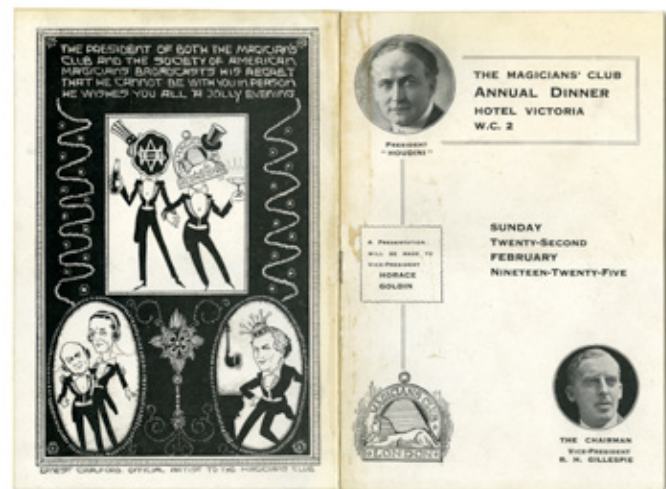 THE PRESIDENT OF BOTH THE MAGICIANS'
CLUB AND THE SOCIETY OF AMERICAN
MAGICIANS BROADCASTS HIS REGRET
THAT HE CANNOT BE WITH YOU IN PERSON
HE WISHES YOU ALL A JOLLY EVENING
ERNEST OFFICIAL ARTIST TO THE MAGICIANS CLUB
PRESIDENT
"HOUDINI"
THE MAGICIANS' CLUB
ANNUAL DINNER
HOTEL VICTORIA
W.C. 2
A PRESENTATION
WILL BE MADE TO
VICE-PRESIDENT
HORACE
GOLDIN
SUNDAY
TWENTY-SECOND
FEBRUARY
NINETEEN-TWENTY-FIVE
MAGICIANS CLUB
LONDON
THE CHAIRMAN
VICE-PRESIDENT
R. H. GILLESPIE